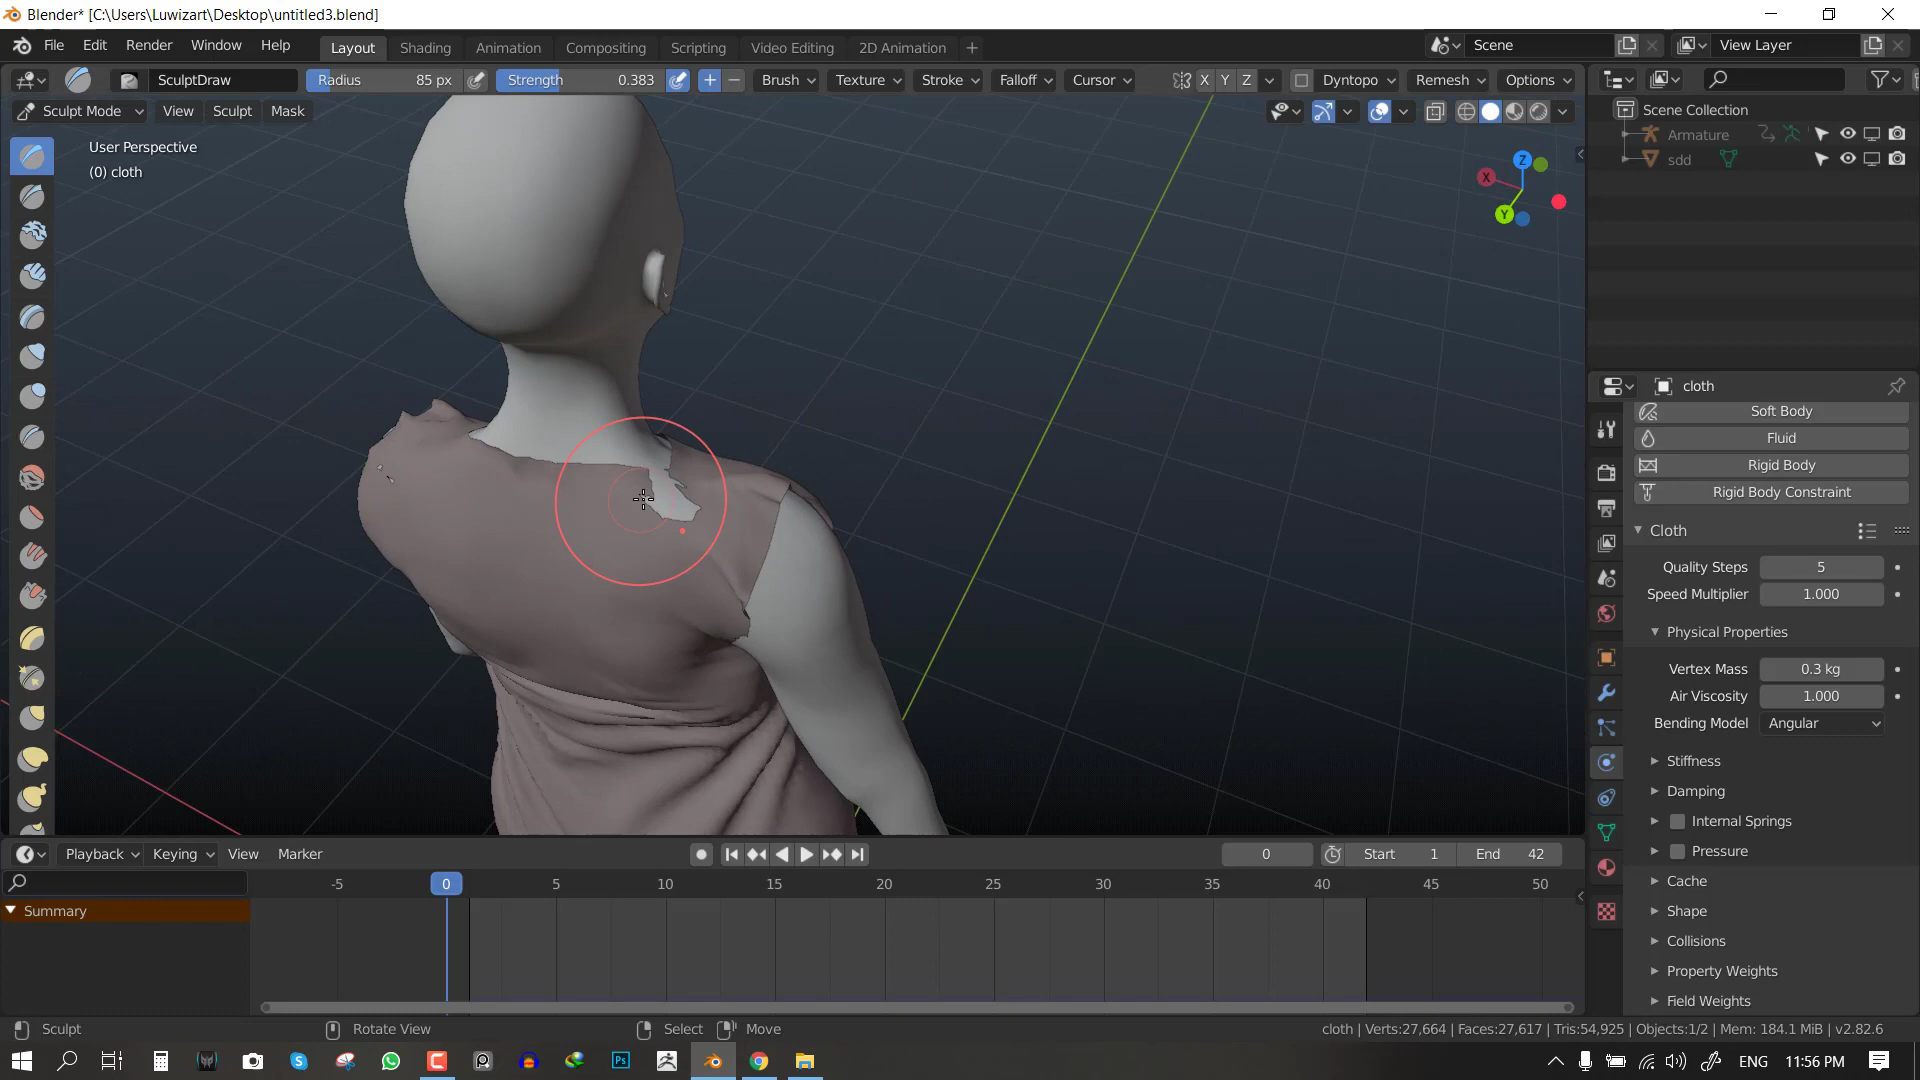 Blender* [C:\Users\Luwizart\Desktop\untitled3.blend]
File Edit Render Window Help Layout Shading Animation Compositing Scripting Video Editing 2D Animation Scene View Layer
SculptDraw Radius 85 px Strength 0.383 Brush Texture Stroke Falloff Cursor X Y Z Dyntopo Remesh Options
Sculpt Mode View Sculpt Mask
Scene Collection
Armature
sdd
User Perspective
(0) cloth
Z
X
Y
cloth
Soft Body
Fluid
Rigid Body
Rigid Body Constraint
Cloth
Quality Steps 5
Speed Multiplier 1.000
Physical Properties
Vertex Mass 0.3 kg
Air Viscosity 1.000
Bending Model Angular
Stiffness
Damping
Internal Springs
Pressure
Cache
Shape
Collisions
Property Weights
Field Weights
Playback Keying View Marker 0 Start 1 End 42
-5 0 5 10 15 20 25 30 35 40 45 50
Summary
Sculpt Rotate View Select Move cloth | Verts:27,664 | Faces:27,617 | Tris:54,925 | Objects:1/2 | Mem: 184.1 MiB | v2.82.6
ENG 11:56 PM